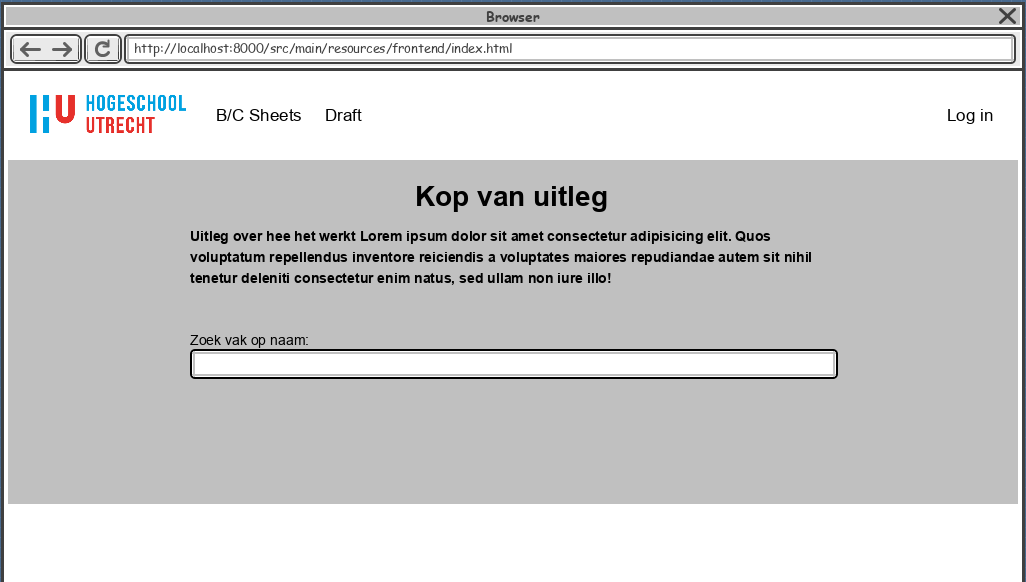 Browser
http://localhost:8000/src/main/resources/frontend/index.html
HU HOGESCHOOL
UTRECHT
B/C Sheets
Draft
Log in
Kop van uitleg
Uitleg over hee het werkt Lorem ipsum dolor sit amet consectetur adipisicing elit. Quos
voluptatum repellendus inventore reiciendis a voluptates maiores repudiandae autem sit nihil
tenetur deleniti consectetur enim natus, sed ullam non iure illo!
Zoek vak op naam: